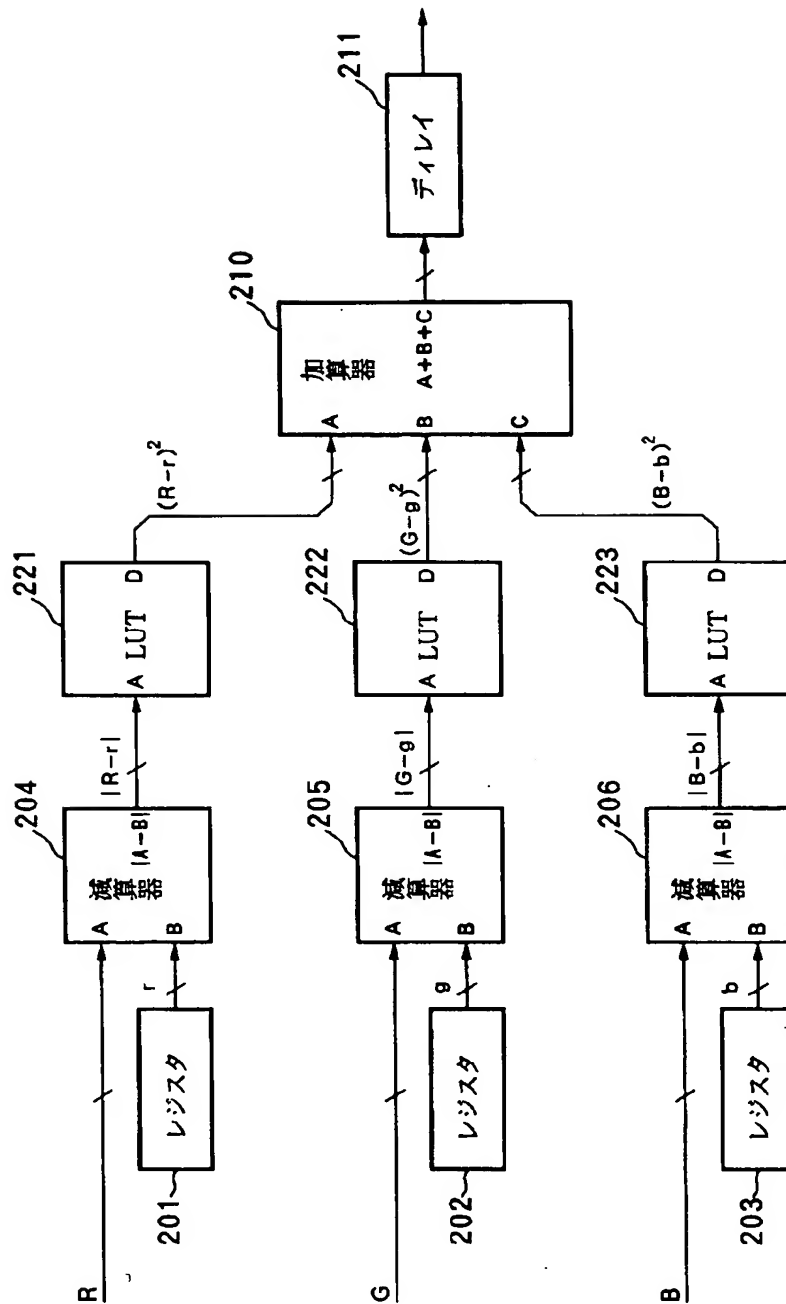 R
201
レジスタ
r
204
A
減算器
B
|A-B|
|R-r|
221
A LUT D
(R-r)²
G
202
レジスタ
g
205
A
減算器
B
|A-B|
|G-g|
222
A LUT D
(G-g)²
B
203
レジスタ
b
206
A
減算器
B
|A-B|
|B-b|
223
A LUT D
(B-b)²
210
加算器
A
B
C
A+B+C
211
ディレイ